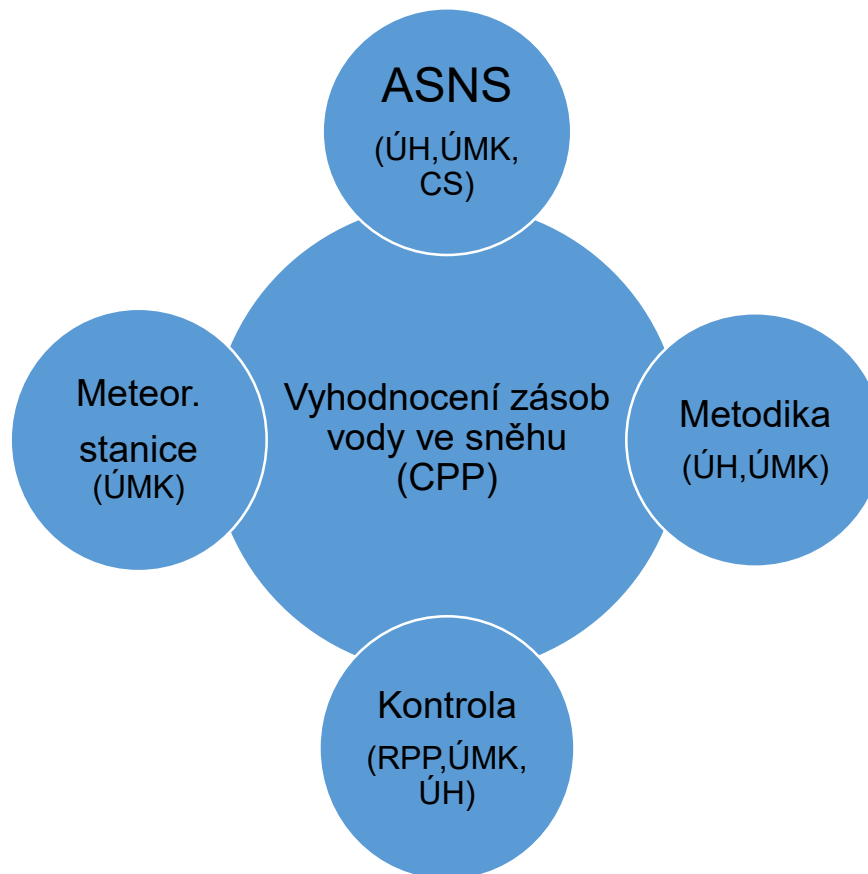 ASNS
(ÚH,ÚMK,
CS)
Meteor.
stanice
(ÚMK)
Vyhodnocení zásob
vody ve sněhu
(CPP)
Metodika
(ÚH,ÚMK)
Kontrola
(RPP,ÚMK,
ÚH)